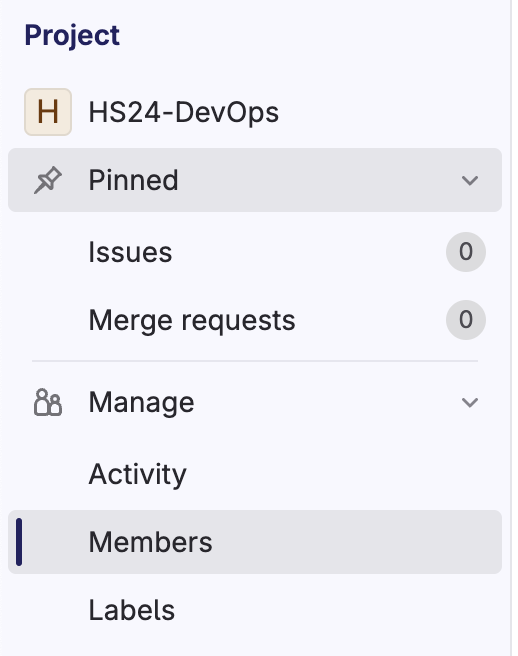 Project
H HS24-DevOps
Pinned
Issues 0
Merge requests 0
Manage
Activity
Members
Labels